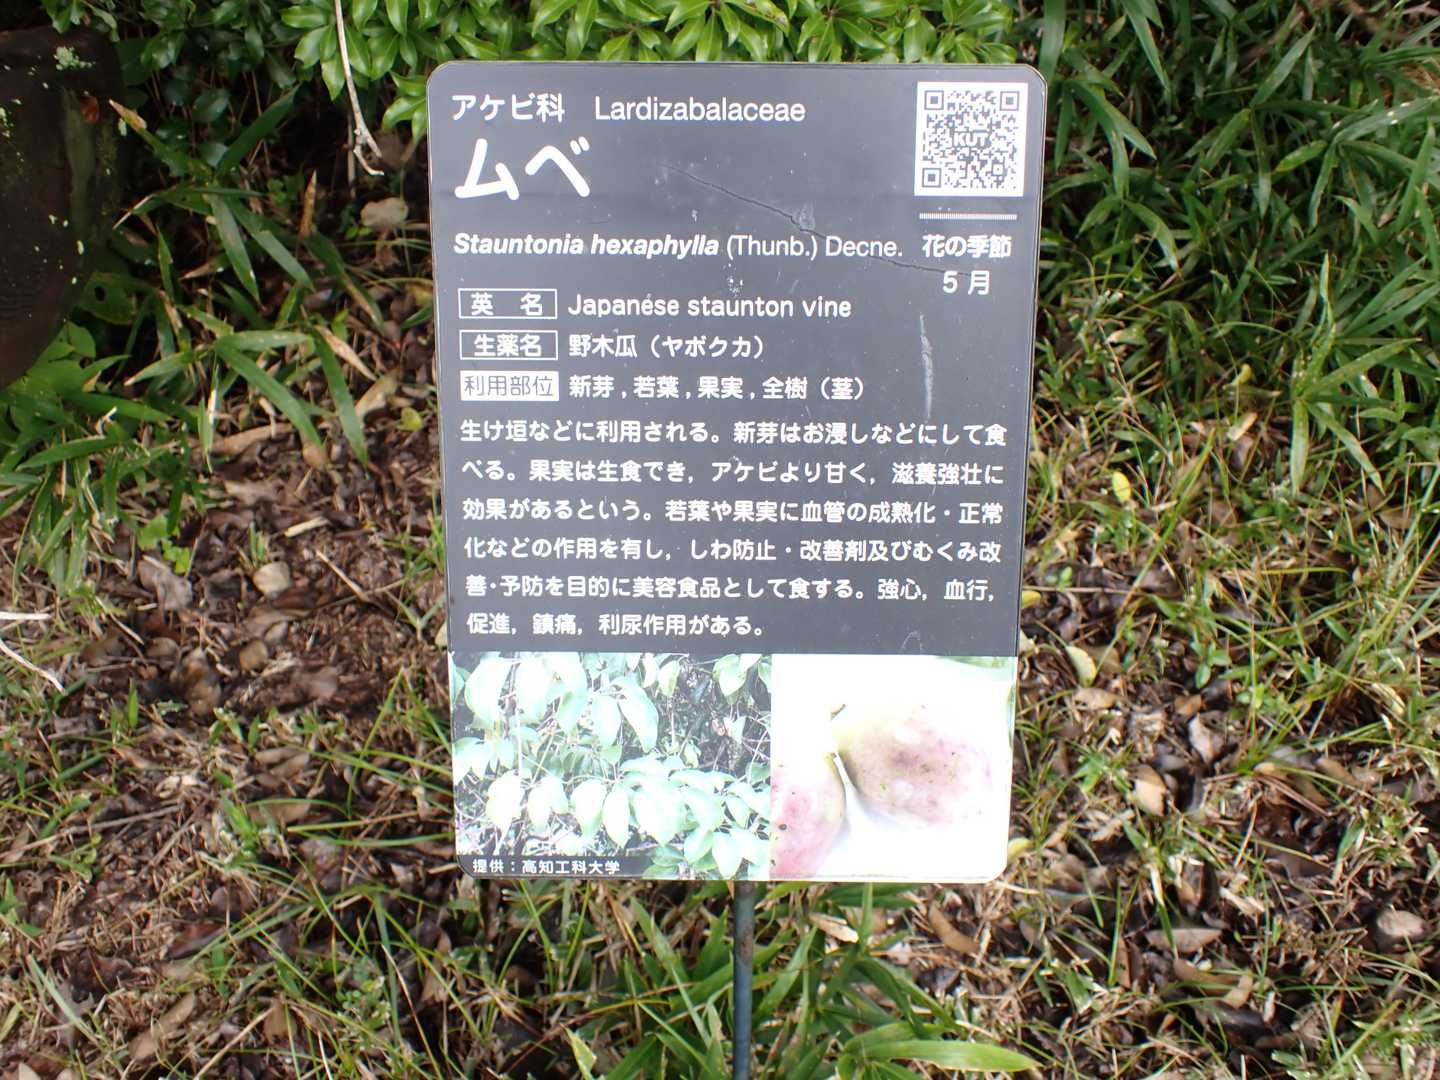 アケビ科 Lardizabalaceae
ムベ
KUT
Stauntonia hexaphylla (Thunb.) Decne.
花の季節
5月
英 名 Japanese staunton vine
生薬名 野木瓜（ヤボクカ）
利用部位 新芽，若葉，果実，全樹（茎）
生け垣などに利用される。新芽はお浸しなどにして食
べる。果実は生食でき，アケビより甘く，滋養強壮に
効果があるという。若葉や果実に血管の成熟化・正常
化などの作用を有し，しわ防止・改善剤及びむくみ改
善・予防を目的に美容食品として食する。強心，血行，
促進，鎮痛，利尿作用がある。
提供：高知工科大学